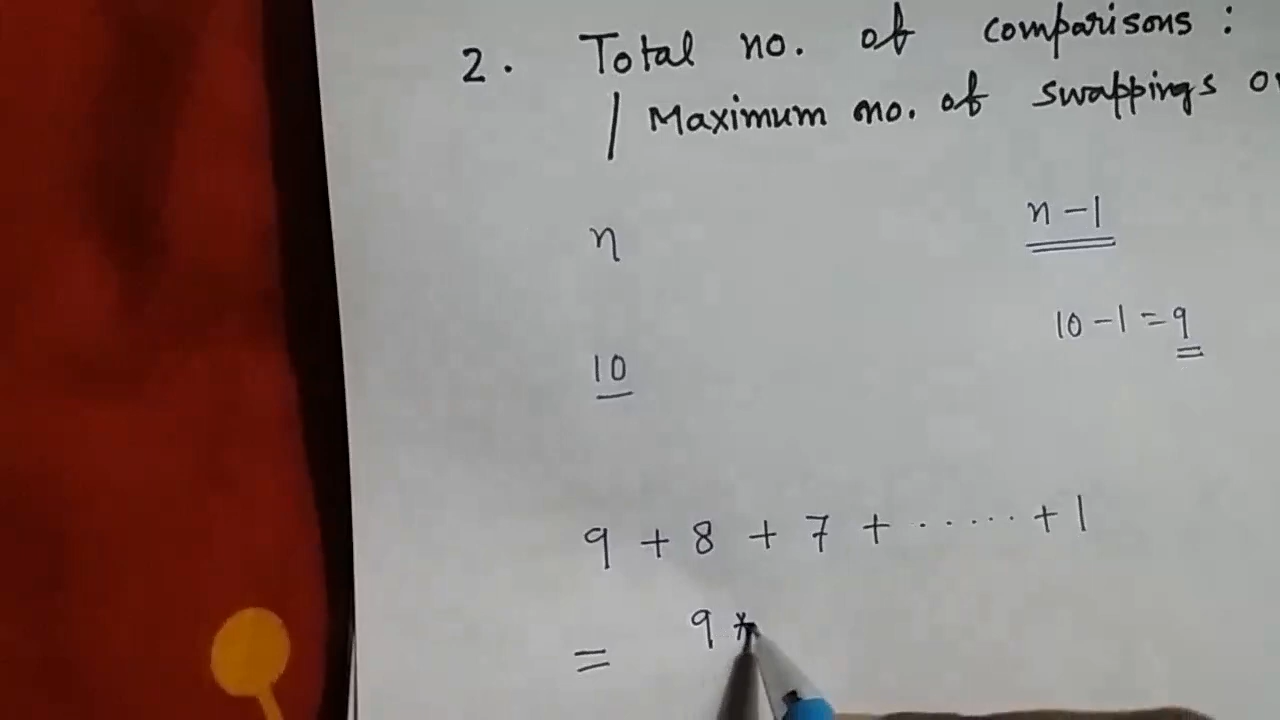 2. Total no. of comparisons :
/ Maximum no. of swappings
n
n - 1
10 - 1 = 9
10
9 + 8 + 7 + ...... + 1
= 9 *